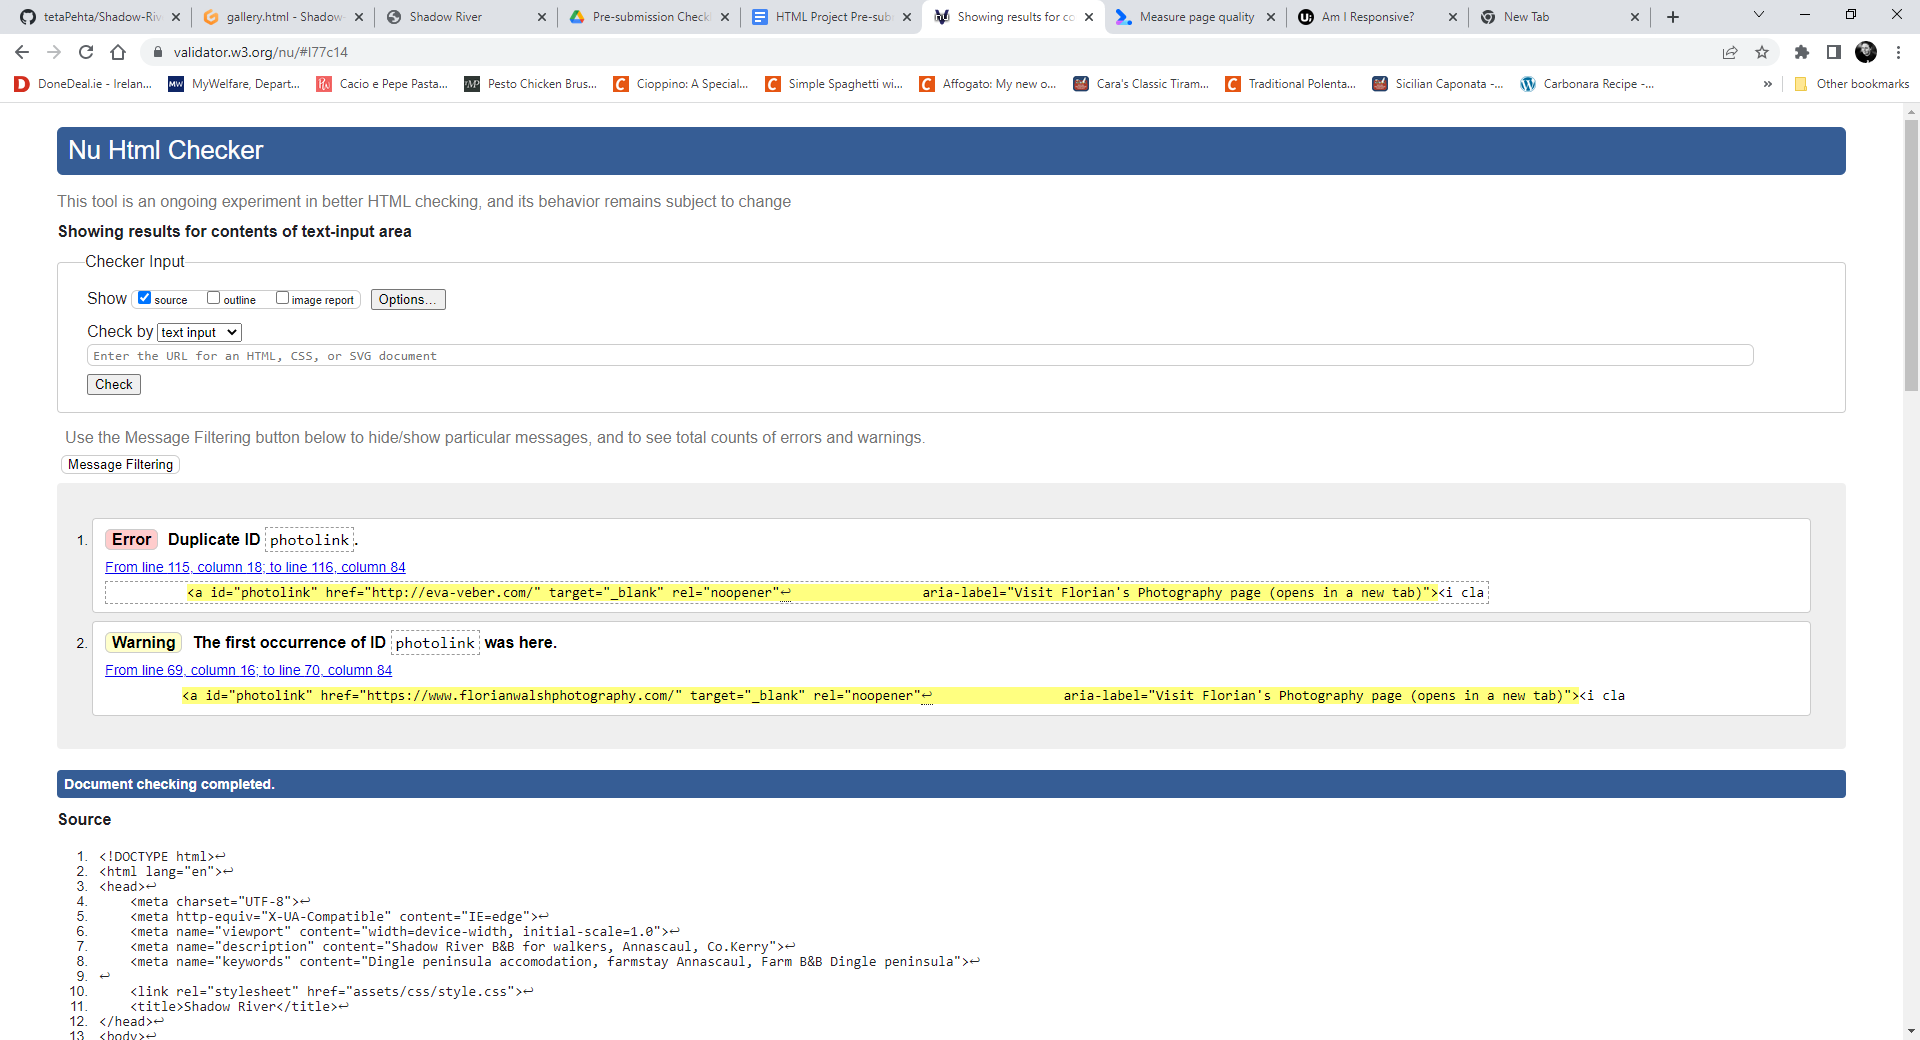 tetaPehta/Shadow-Riv
gallery.html - Shadow-
Shadow River
Pre-submission Checkl
HTML Project Pre-sub
Showing results for co
Measure page quality
Am I Responsive?
New Tab
validator.w3.org/nu/#l77c14
DoneDeal.ie - Irelan...
MyWelfare, Depart...
Cacio e Pepe Pasta...
Pesto Chicken Brus...
Cioppino: A Special...
Simple Spaghetti wi...
Affogato: My new o...
Cara's Classic Tiram...
Traditional Polenta...
Sicilian Caponata -...
Carbonara Recipe -...
»
Other bookmarks
Nu Html Checker
This tool is an ongoing experiment in better HTML checking, and its behavior remains subject to change
Showing results for contents of text-input area
Checker Input
Show source outline image report Options...
Check by text input
Enter the URL for an HTML, CSS, or SVG document
Check
Use the Message Filtering button below to hide/show particular messages, and to see total counts of errors and warnings.
Message Filtering
1. Error Duplicate ID photolink.
From line 115, column 18; to line 116, column 84
<a id="photolink" href="http://eva-veber.com/" target="_blank" rel="noopener"↩ aria-label="Visit Florian's Photography page (opens in a new tab)"><i cla
2. Warning The first occurrence of ID photolink was here.
From line 69, column 16; to line 70, column 84
<a id="photolink" href="https://www.florianwalshphotography.com/" target="_blank" rel="noopener"↩ aria-label="Visit Florian's Photography page (opens in a new tab)"><i cla
Document checking completed.
Source
1. <!DOCTYPE html>↩
2. <html lang="en">↩
3. <head>↩
4. <meta charset="UTF-8">↩
5. <meta http-equiv="X-UA-Compatible" content="IE=edge">↩
6. <meta name="viewport" content="width=device-width, initial-scale=1.0">↩
7. <meta name="description" content="Shadow River B&B for walkers, Annascaul, Co.Kerry">↩
8. <meta name="keywords" content="Dingle peninsula accomodation, farmstay Annascaul, Farm B&B Dingle peninsula">↩
9. ↩
10. <link rel="stylesheet" href="assets/css/style.css">↩
11. <title>Shadow River</title>↩
12. </head>↩
13. <body>↩